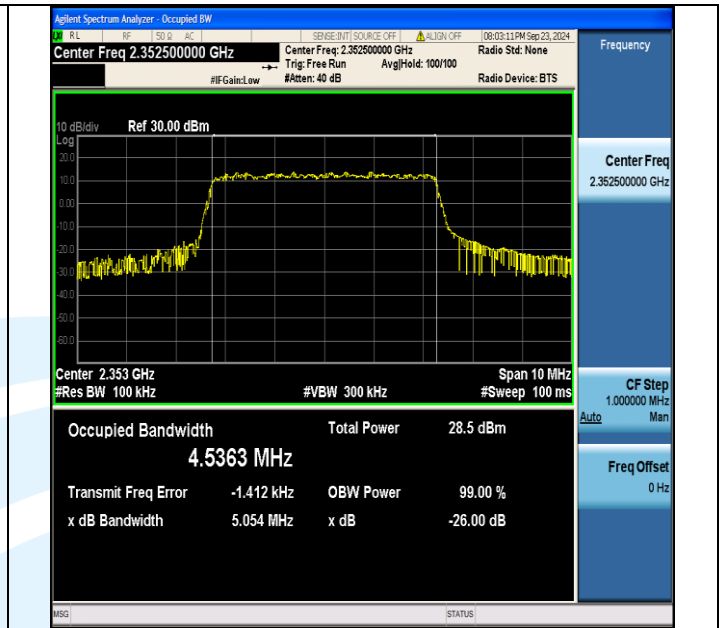 Agilent Spectrum Analyzer - Occupied BW
RL RF 50 Ω AC SENSE:INT SOURCE OFF ALIGN OFF 08:03:11 PM Sep 23, 2024
Center Freq 2.352500000 GHz
Center Freq: 2.352500000 GHz
Radio Std: None
Trig: Free Run Avg|Hold: 100/100
#IFGain:Low
#Atten: 40 dB
Radio Device: BTS
10 dB/div Ref 30.00 dBm
Log
20.0
10.0
0.00
-10.0
-20.0
-30.0
-40.0
-50.0
-60.0
Center 2.353 GHz
Span 10 MHz
#Res BW 100 kHz
#VBW 300 kHz
#Sweep 100 ms
Occupied Bandwidth
4.5363 MHz
Total Power 28.5 dBm
Transmit Freq Error -1.412 kHz
OBW Power 99.00 %
x dB Bandwidth 5.054 MHz
x dB -26.00 dB
MSG
STATUS
Frequency
Center Freq
2.352500000 GHz
CF Step
1.000000 MHz
Auto Man
Freq Offset
0 Hz